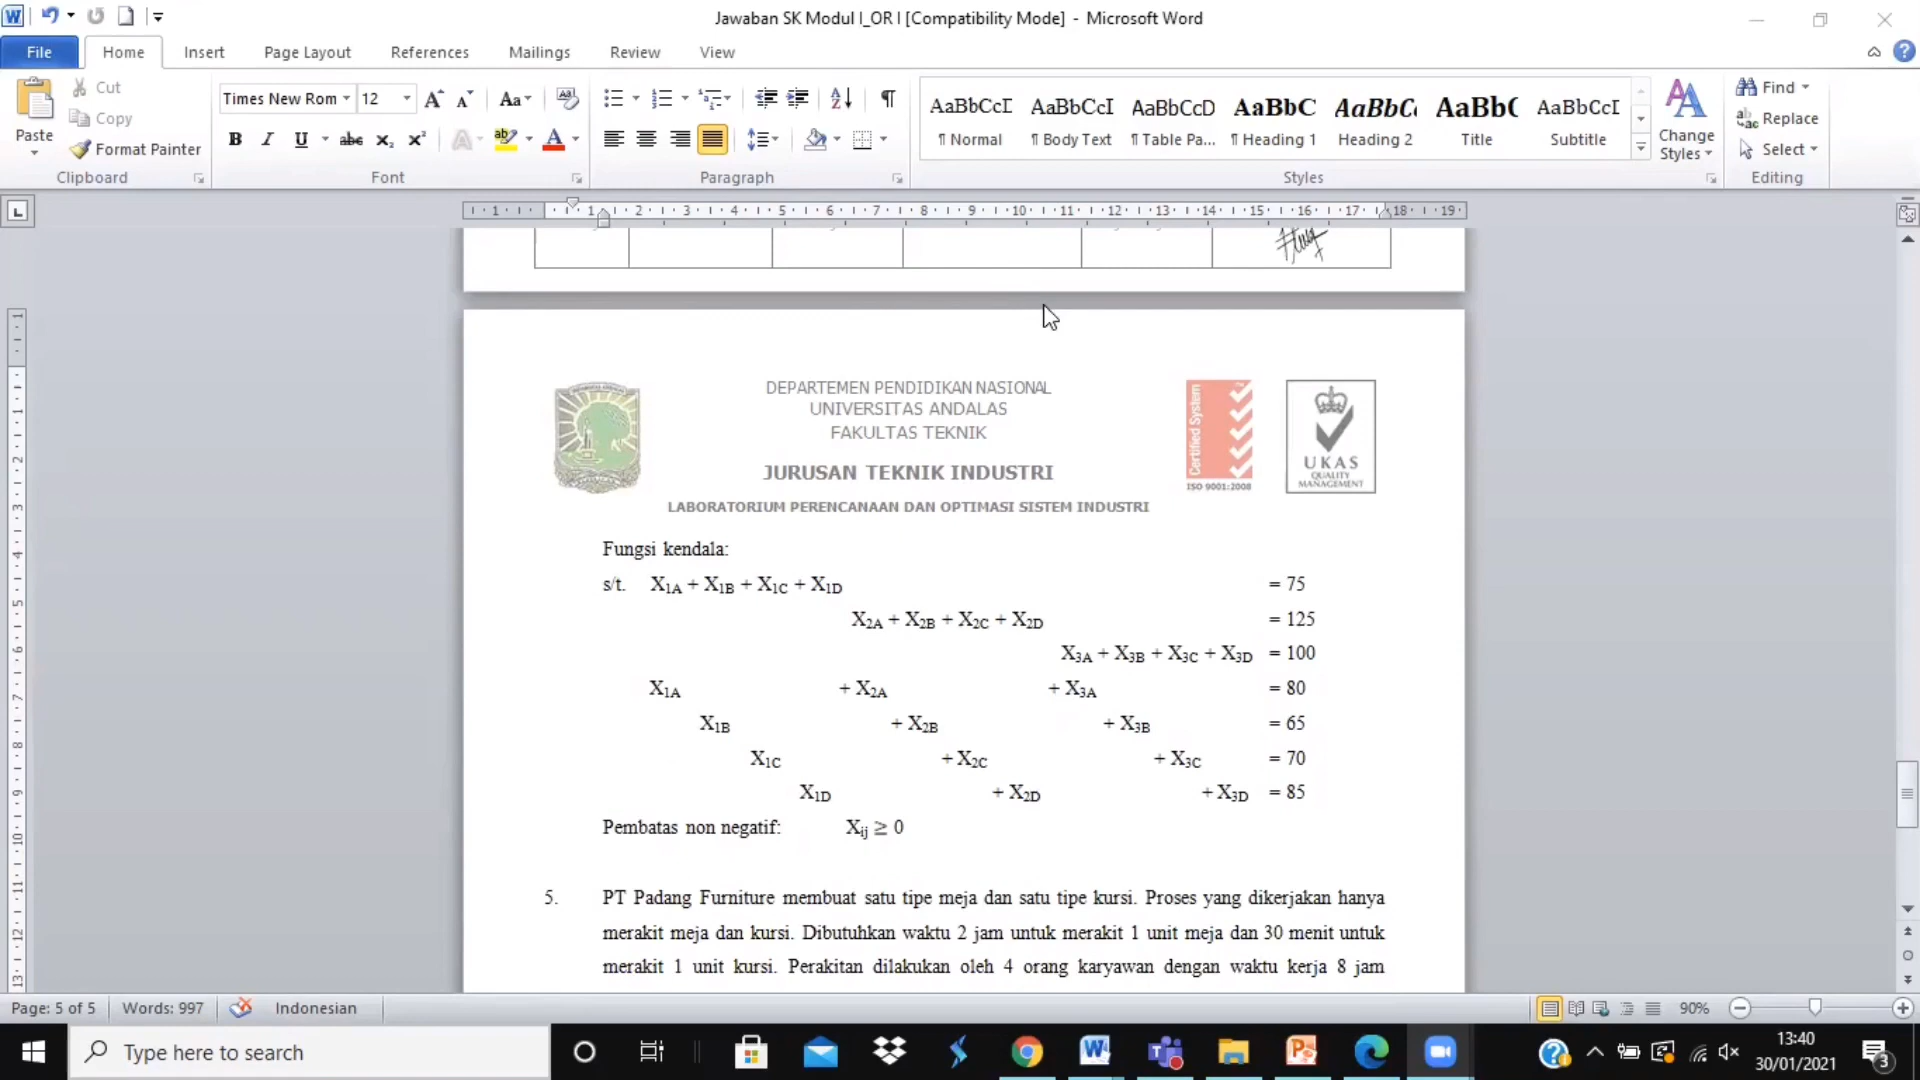 Jawaban SK Modul I_OR I [Compatibility Mode] - Microsoft Word
File Home Insert Page Layout References Mailings Review View
Paste
Cut
Copy
Format Painter
Clipboard
Times New Rom 12
Font
Paragraph
AaBbCcI AaBbCcI AaBbCcD AaBbC AaBbC AaBbC AaBbCcI
¶ Normal ¶ Body Text ¶ Table Pa... ¶ Heading 1 Heading 2 Title Subtitle
Styles
Change Styles
Find
Replace
Select
Editing
DEPARTEMEN PENDIDIKAN NASIONAL
UNIVERSITAS ANDALAS
FAKULTAS TEKNIK
JURUSAN TEKNIK INDUSTRI
LABORATORIUM PERENCANAAN DAN OPTIMASI SISTEM INDUSTRI
Certified System
ISO 9001:2008
UKAS
QUALITY
MANAGEMENT
Fungsi kendala:
s/t. X1A + X1B + X1C + X1D = 75
X2A + X2B + X2C + X2D = 125
X3A + X3B + X3C + X3D = 100
X1A + X2A + X3A = 80
X1B + X2B + X3B = 65
X1C + X2C + X3C = 70
X1D + X2D + X3D = 85
Pembatas non negatif: Xij ≥ 0
5. PT Padang Furniture membuat satu tipe meja dan satu tipe kursi. Proses yang dikerjakan hanya
merakit meja dan kursi. Dibutuhkan waktu 2 jam untuk merakit 1 unit meja dan 30 menit untuk
merakit 1 unit kursi. Perakitan dilakukan oleh 4 orang karyawan dengan waktu kerja 8 jam
Page: 5 of 5 Words: 997 Indonesian 90%
Type here to search
13:40
30/01/2021
3